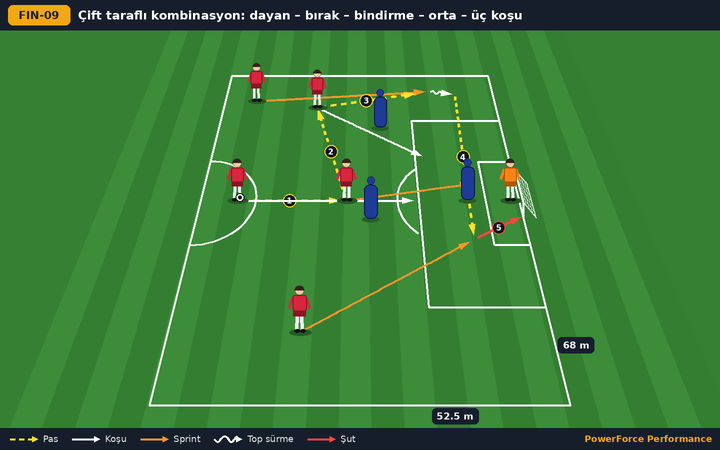 FIN-09 Çift taraflı kombinasyon: dayan – bırak – bindirme – orta – üç koşu
3
4
2
1
5
68 m
52.5 m
Pas Koşu Sprint Top sürme Şut PowerForce Performance